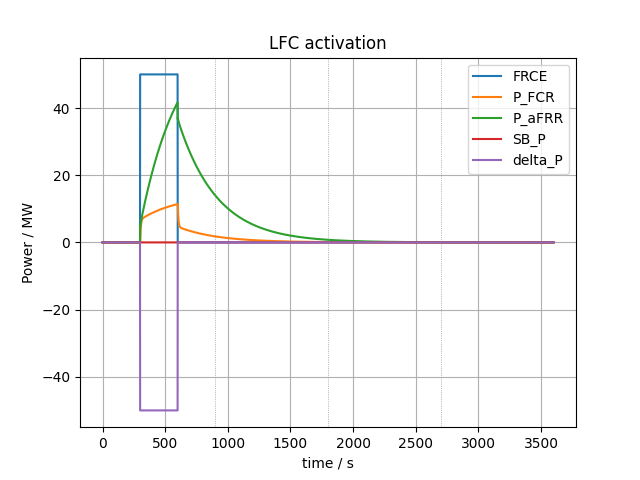 LFC activation
FRCE
P_FCR
P_aFRR
SB_P
delta_P
Power / MW
40
20
0
−20
−40
0 500 1000 1500 2000 2500 3000 3500
time / s